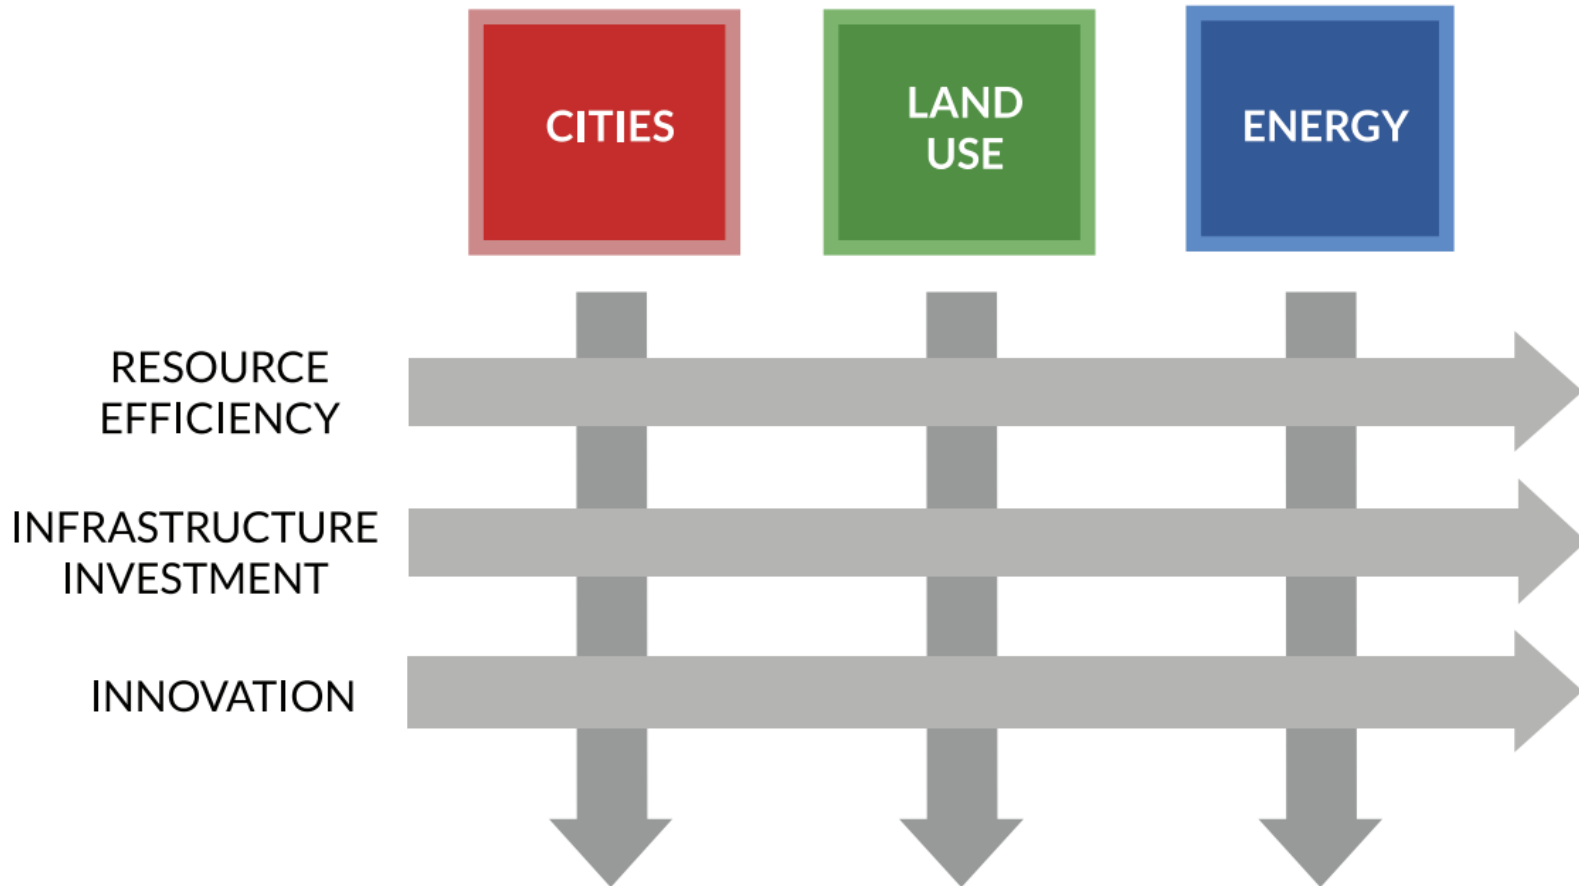 CITIES
LAND
USE
ENERGY
RESOURCE
EFFICIENCY
INFRASTRUCTURE
INVESTMENT
INNOVATION